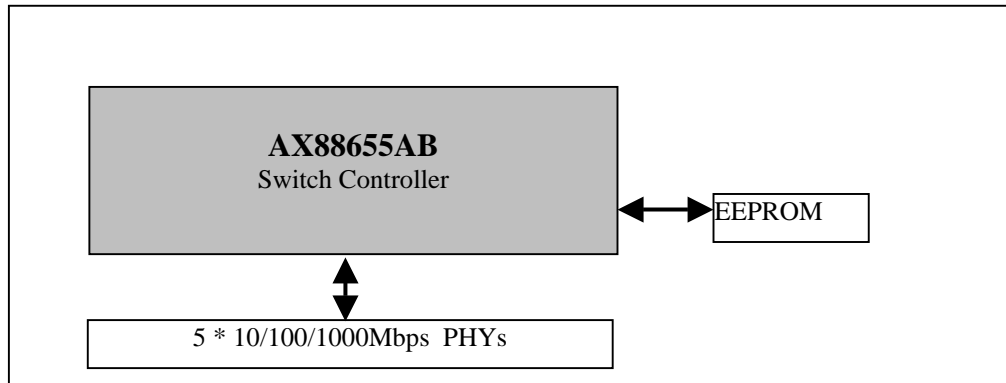 AX88655AB
Switch Controller
EEPROM
5 * 10/100/1000Mbps PHYs